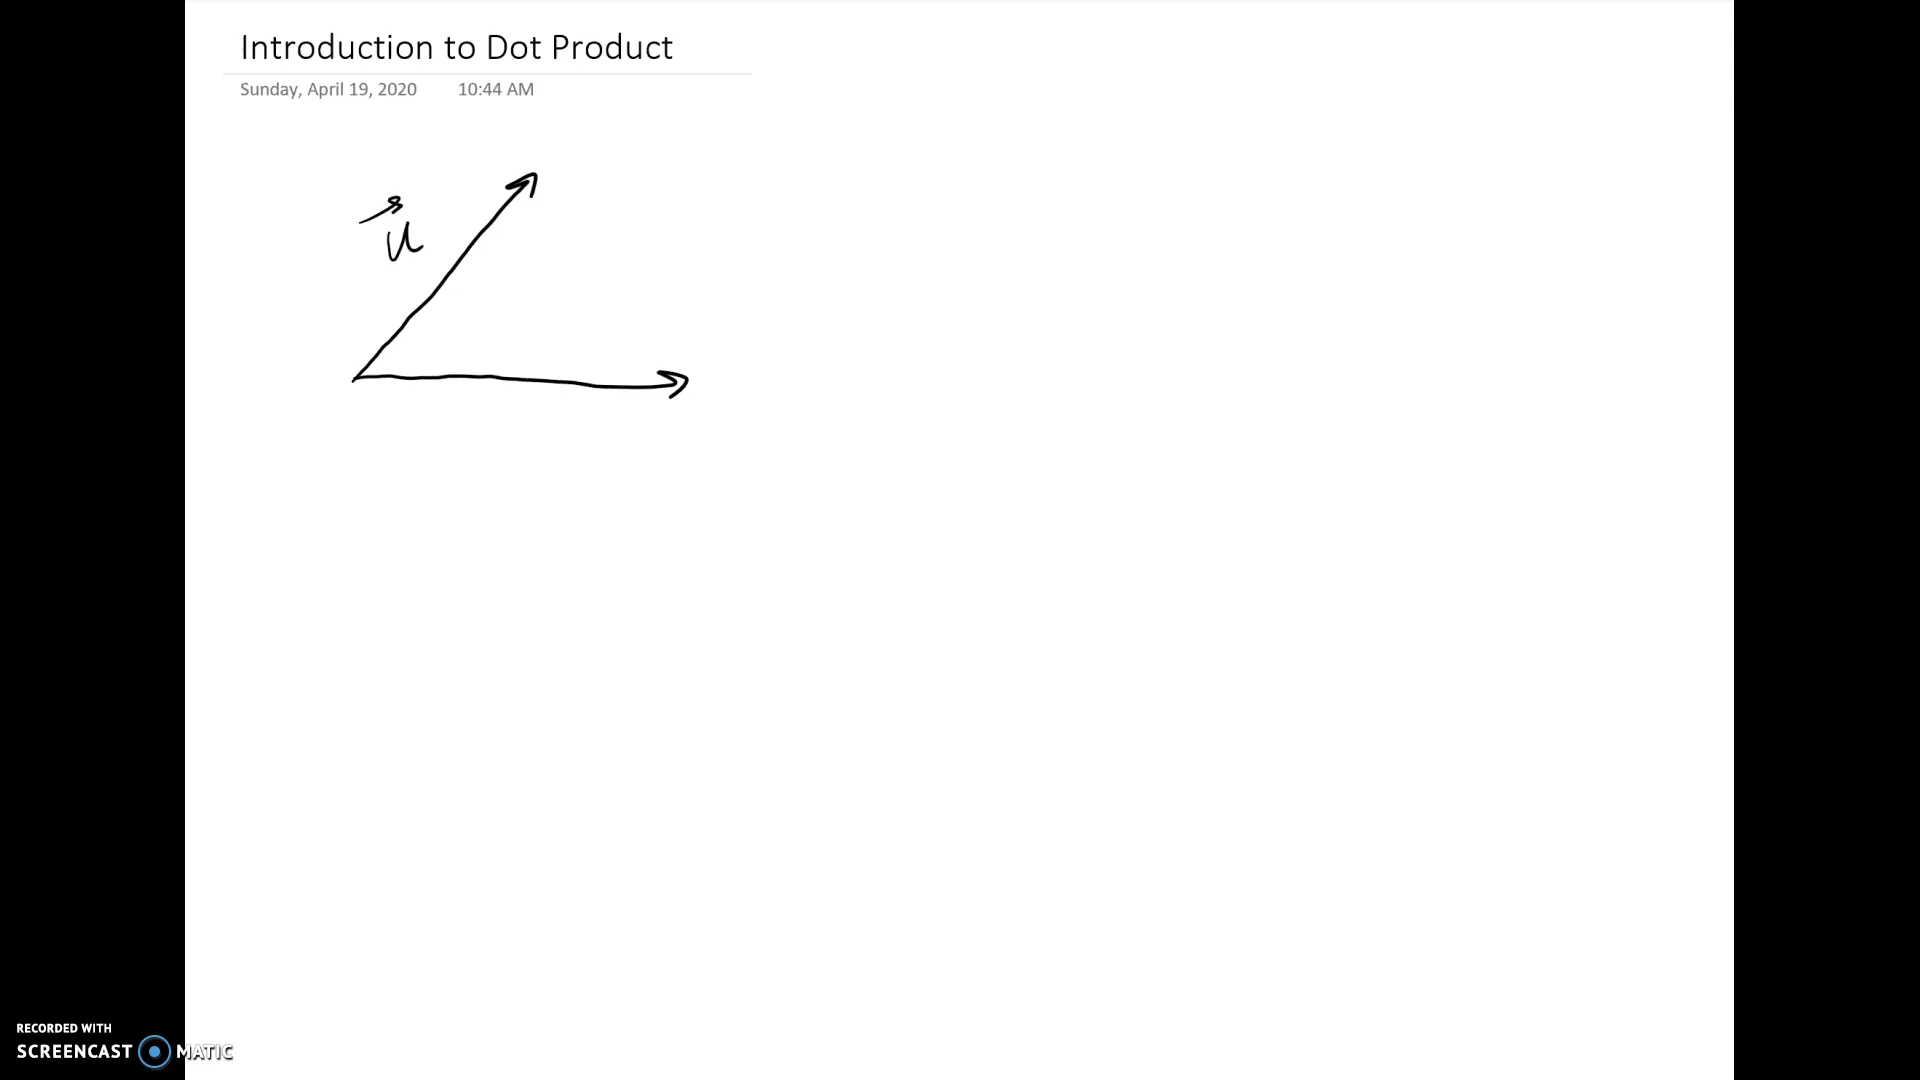 Introduction to Dot Product
Sunday, April 19, 2020 10:44 AM
u
RECORDED WITH
SCREENCAST MATIC